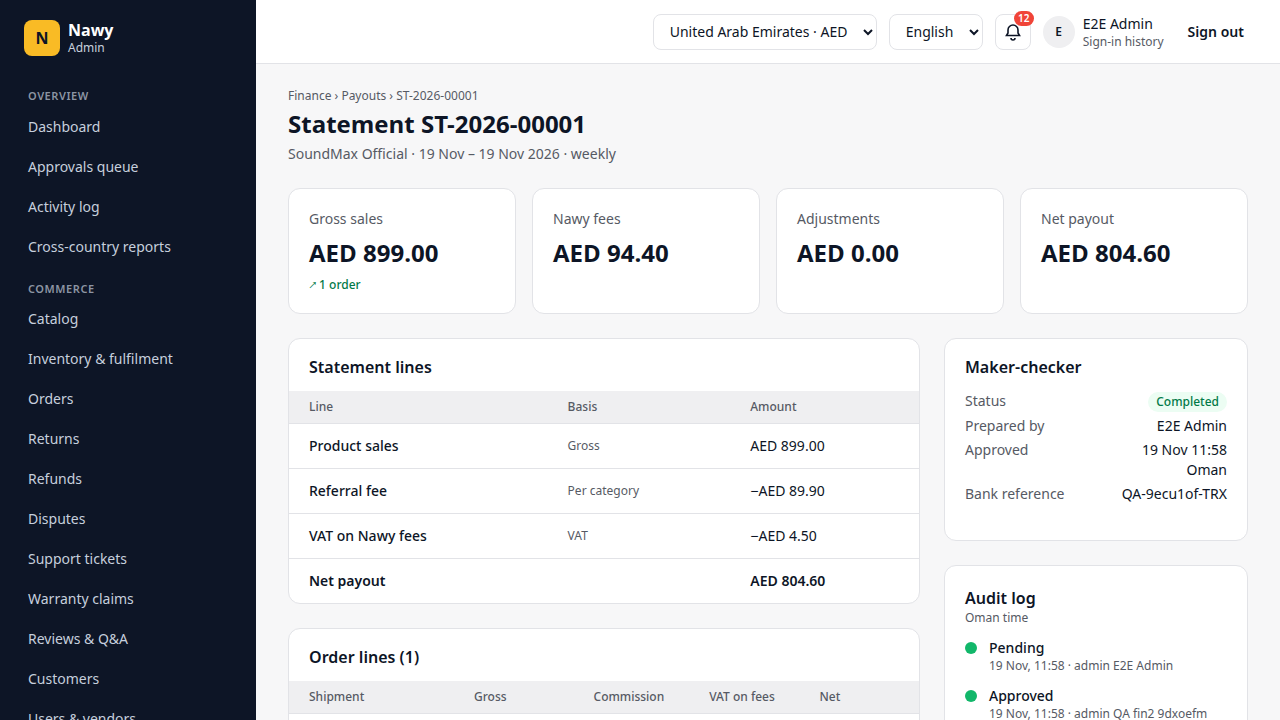 N
Nawy
Admin
OVERVIEW
Dashboard
Approvals queue
Activity log
Cross-country reports
COMMERCE
Catalog
Inventory & fulfilment
Orders
Returns
Refunds
Disputes
Support tickets
Warranty claims
Reviews & Q&A
Customers
Users & vendors
United Arab Emirates · AED
English
12
E
E2E Admin
Sign-in history
Sign out
Finance › Payouts › ST-2026-00001
Statement ST-2026-00001
SoundMax Official · 19 Nov – 19 Nov 2026 · weekly
Gross sales
AED 899.00
↗ 1 order
Nawy fees
AED 94.40
Adjustments
AED 0.00
Net payout
AED 804.60
Statement lines
Line Basis Amount
Product sales Gross AED 899.00
Referral fee Per category −AED 89.90
VAT on Nawy fees VAT −AED 4.50
Net payout AED 804.60
Order lines (1)
Shipment Gross Commission VAT on fees Net
Maker-checker
Status Completed
Prepared by E2E Admin
Approved 19 Nov 11:58
Oman
Bank reference QA-9ecu1of-TRX
Audit log
Oman time
Pending
19 Nov, 11:58 · admin E2E Admin
Approved
19 Nov, 11:58 · admin QA fin2 9dxoefm